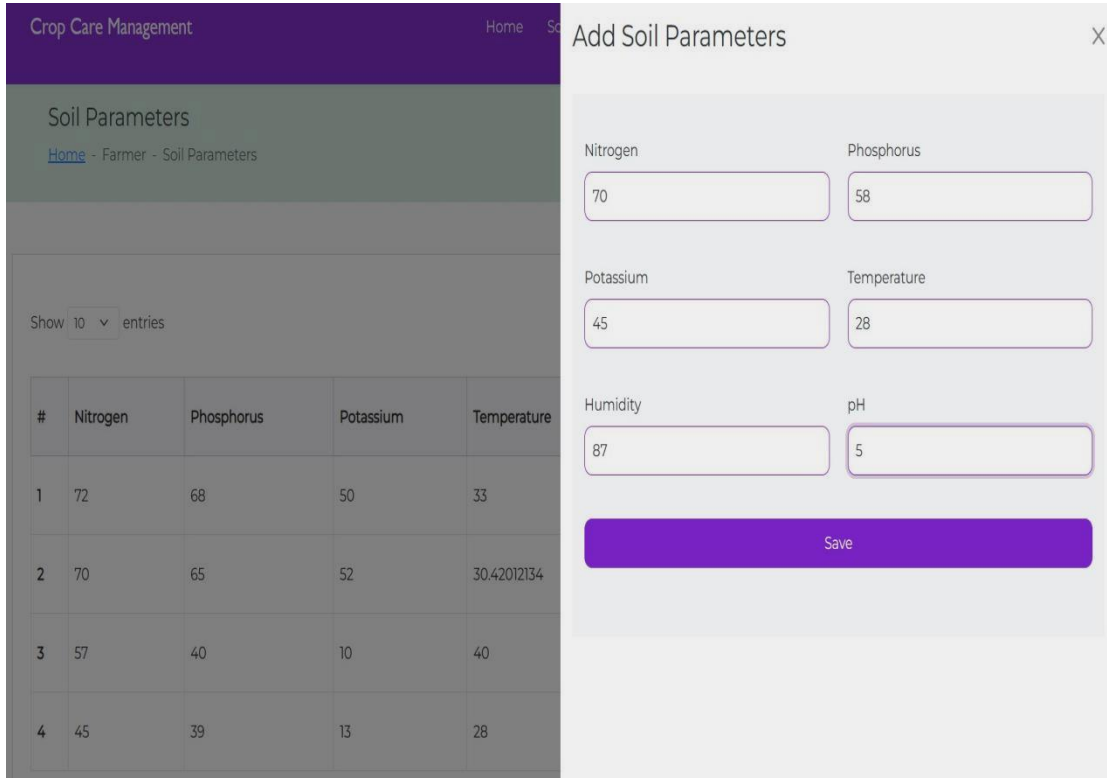 Crop Care Management
Home
Soil Parameters
Home - Farmer - Soil Parameters
Show 10 entries
# Nitrogen Phosphorus Potassium Temperature
1 72 68 50 33
2 70 65 52 30.42012134
3 57 40 10 40
4 45 39 13 28
Add Soil Parameters X
Nitrogen Phosphorus
70 58
Potassium Temperature
45 28
Humidity pH
87 5
Save